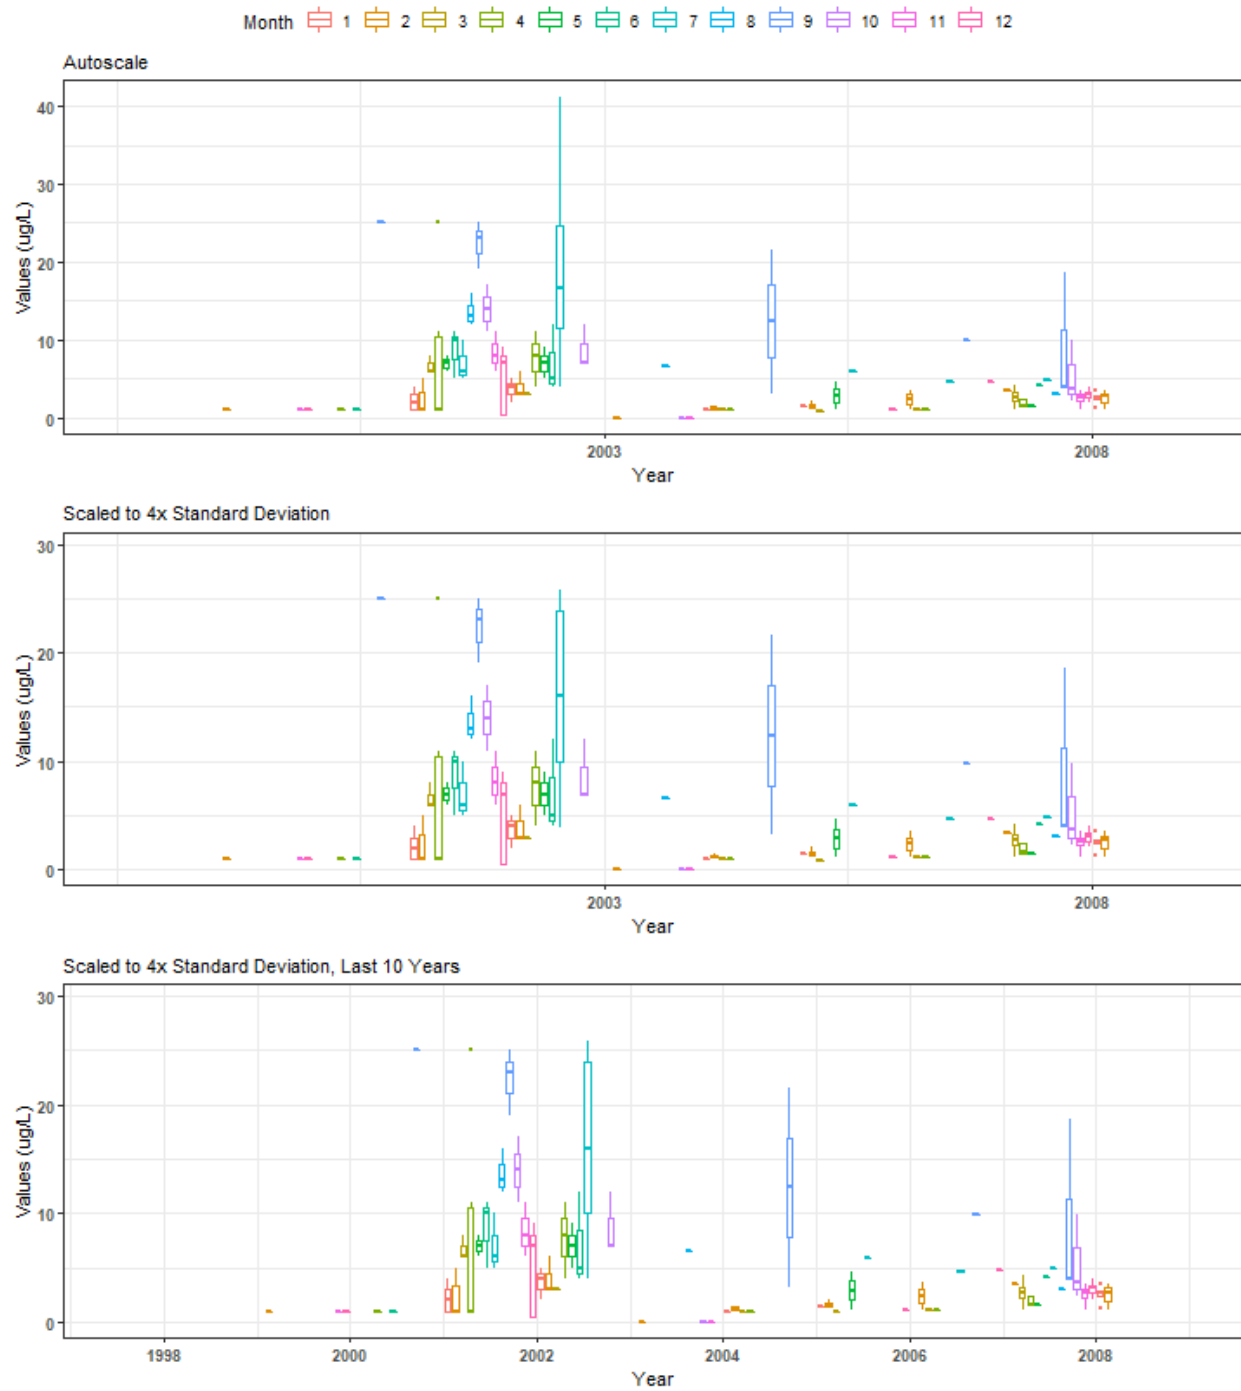 Month 1 2 3 4 5 6 7 8 9 10 11 12
Autoscale
40
30
20
10
0
Values (ug/L)
2003 2008
Year
Scaled to 4x Standard Deviation
30
20
10
0
Values (ug/L)
2003 2008
Year
Scaled to 4x Standard Deviation, Last 10 Years
30
20
10
0
Values (ug/L)
1998 2000 2002 2004 2006 2008
Year